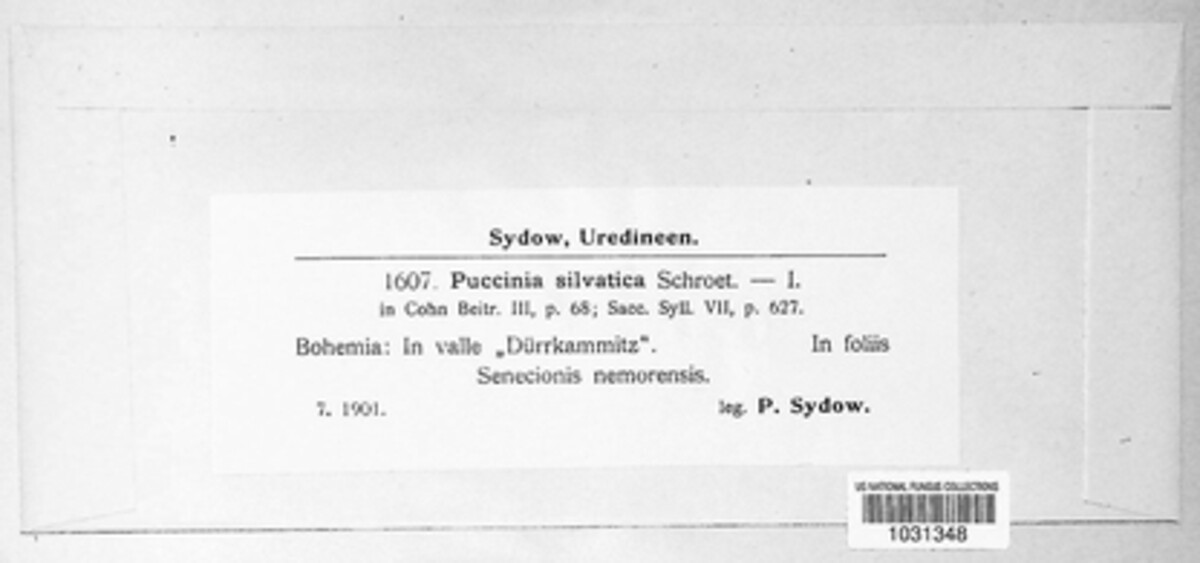 Sydow, Uredineen.
1607. Puccinia silvatica Schroet. — I.
in Cohn Beitr. III, p. 68; Sacc. Syll. VII, p. 627.
Bohemia: In valle „Dürrkammitz“. In foliis
Senecionis nemorensis.
7. 1901. leg. P. Sydow.
US NATIONAL FUNGUS COLLECTIONS
1031348